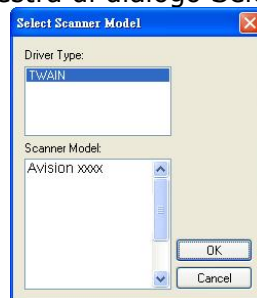 Select Scanner Model
Driver Type:
TWAIN
Scanner Model:
Avision xxxx
OK
Cancel